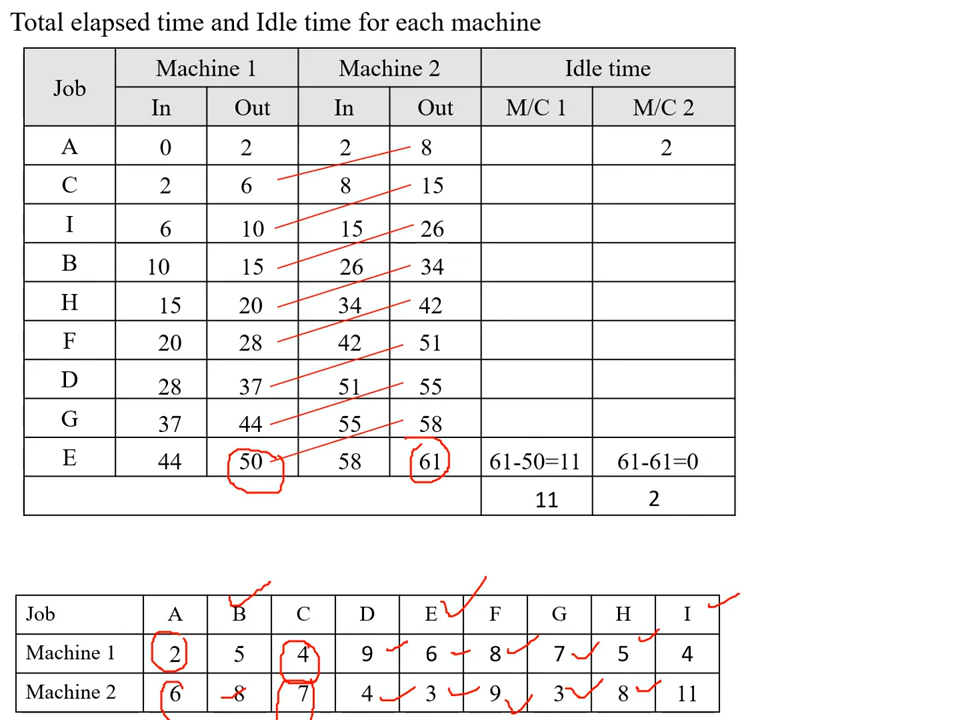 Total elapsed time and Idle time for each machine
Job Machine 1 Machine 2 Idle time
In Out In Out M/C 1 M/C 2
A 0 2 2 8 2
C 2 6 8 15
I 6 10 15 26
B 10 15 26 34
H 15 20 34 42
F 20 28 42 51
D 28 37 51 55
G 37 44 55 58
E 44 50 58 61 61-50=11 61-61=0
11 2
Job A B C D E F G H I
Machine 1 2 5 4 9 6 8 7 5 4
Machine 2 6 8 7 4 3 9 3 8 11